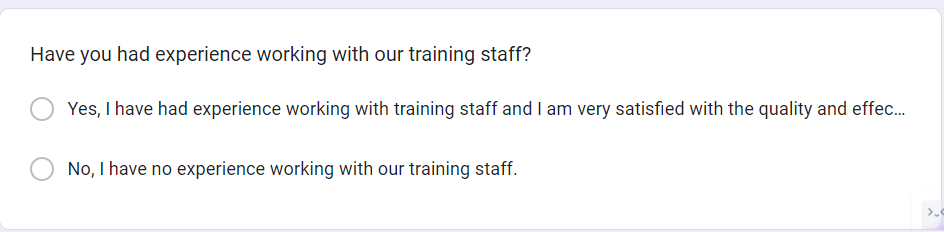 Have you had experience working with our training staff?
Yes, I have had experience working with training staff and I am very satisfied with the quality and effec...
No, I have no experience working with our training staff.